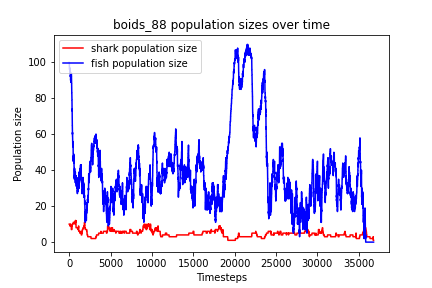 boids_88 population sizes over time
shark population size
fish population size
Population size
100
80
60
40
20
0
0 5000 10000 15000 20000 25000 30000 35000
Timesteps